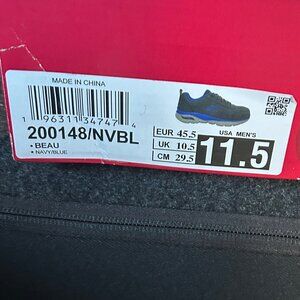 MADE IN CHINA
1 96311 34747 4
200148/NVBL
• BEAU
• NAVY/BLUE
EUR 45.5
UK 10.5
CM 29.5
USA MEN'S
11.5